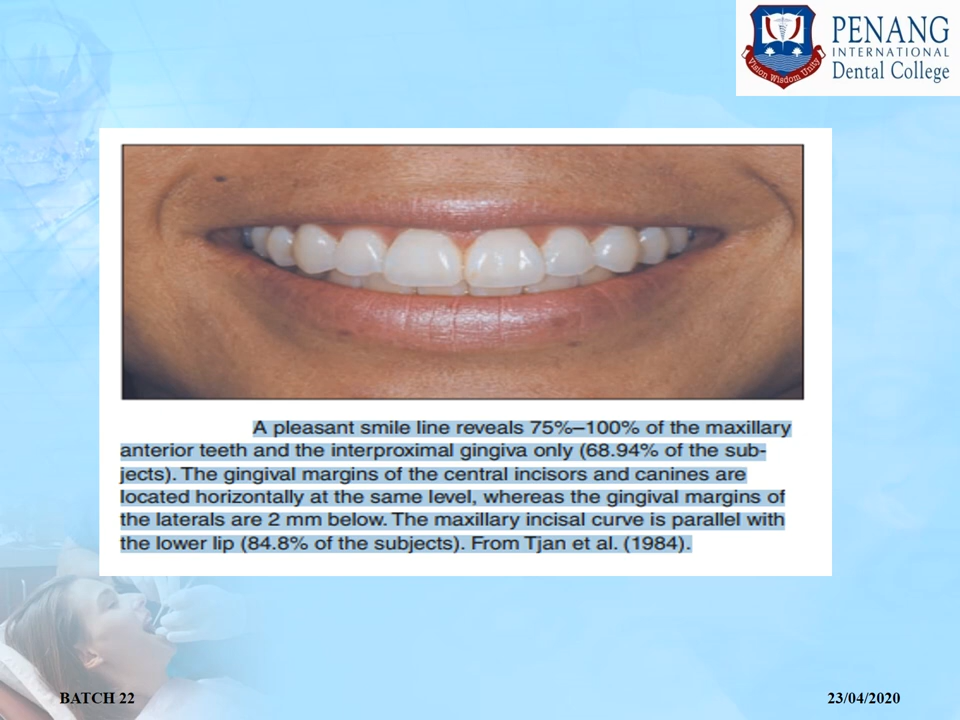 PENANG
INTERNATIONAL
Dental College
Vision Wisdom Unity
A pleasant smile line reveals 75%–100% of the maxillary
anterior teeth and the interproximal gingiva only (68.94% of the sub-
jects). The gingival margins of the central incisors and canines are
located horizontally at the same level, whereas the gingival margins of
the laterals are 2 mm below. The maxillary incisal curve is parallel with
the lower lip (84.8% of the subjects). From Tjan et al. (1984).
BATCH 22
23/04/2020